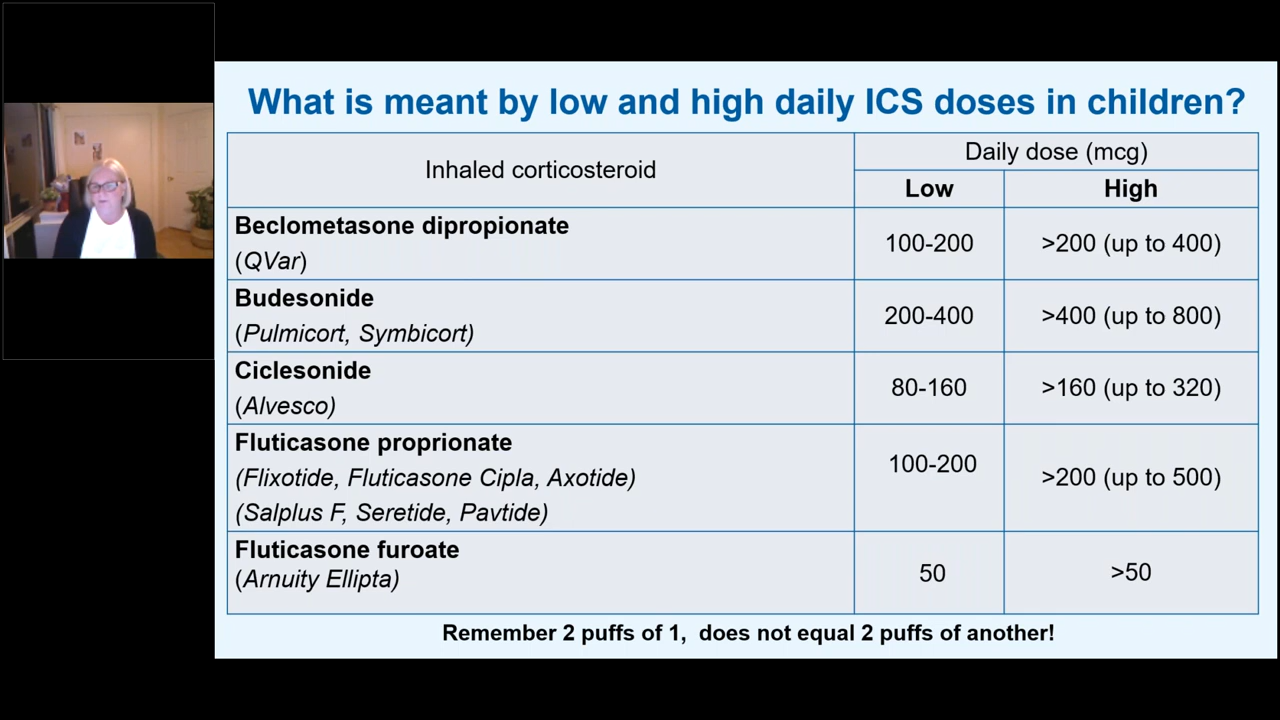 What is meant by low and high daily ICS doses in children?
Inhaled corticosteroid
Daily dose (mcg)
Low
High
Beclometasone dipropionate
(QVar)
100-200
>200 (up to 400)
Budesonide
(Pulmicort, Symbicort)
200-400
>400 (up to 800)
Ciclesonide
(Alvesco)
80-160
>160 (up to 320)
Fluticasone proprionate
(Flixotide, Fluticasone Cipla, Axotide)
(Salplus F, Seretide, Pavtide)
100-200
>200 (up to 500)
Fluticasone furoate
(Arnuity Ellipta)
50
>50
Remember 2 puffs of 1, does not equal 2 puffs of another!